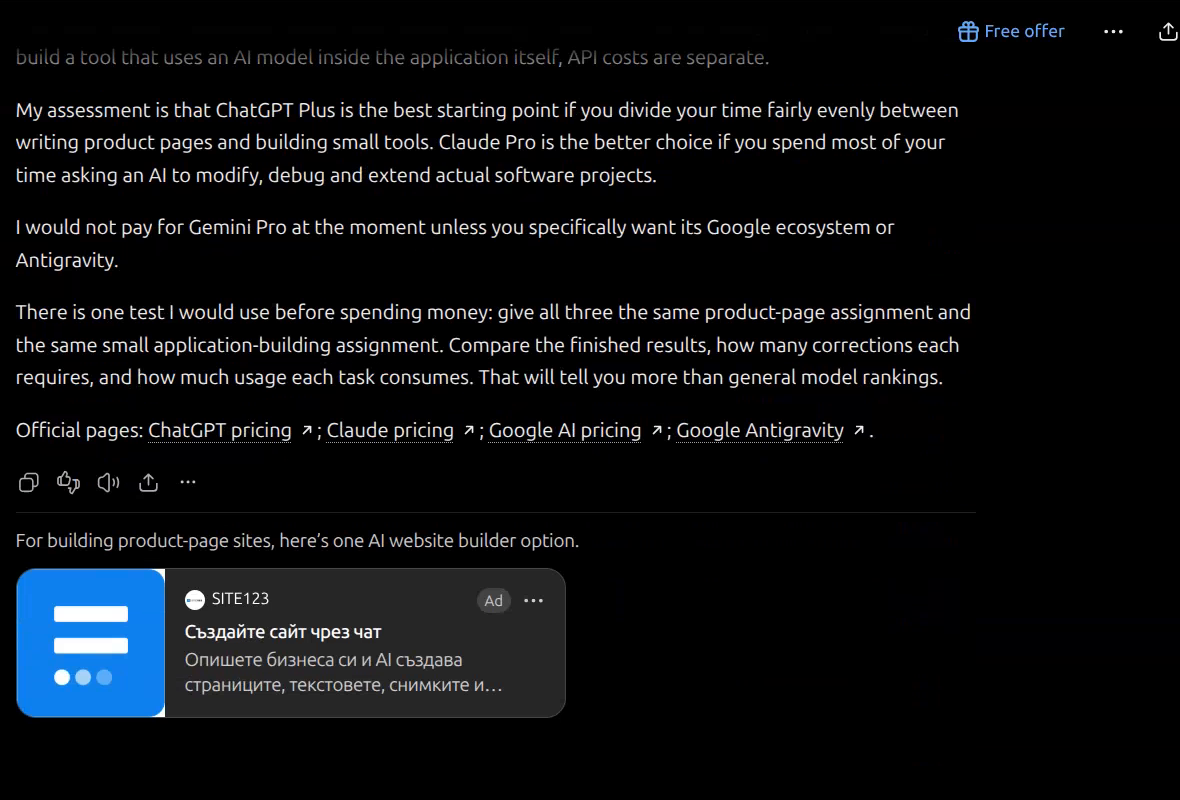 Free offer
build a tool that uses an AI model inside the application itself, API costs are separate.
My assessment is that ChatGPT Plus is the best starting point if you divide your time fairly evenly between
writing product pages and building small tools. Claude Pro is the better choice if you spend most of your
time asking an AI to modify, debug and extend actual software projects.
I would not pay for Gemini Pro at the moment unless you specifically want its Google ecosystem or
Antigravity.
There is one test I would use before spending money: give all three the same product-page assignment and
the same small application-building assignment. Compare the finished results, how many corrections each
requires, and how much usage each task consumes. That will tell you more than general model rankings.
Official pages: ChatGPT pricing ↗; Claude pricing ↗; Google AI pricing ↗; Google Antigravity ↗.
For building product-page sites, here’s one AI website builder option.
SITE123
Ad
Създайте сайт чрез чат
Опишете бизнеса си и AI създава
страниците, текстовете, снимките и…